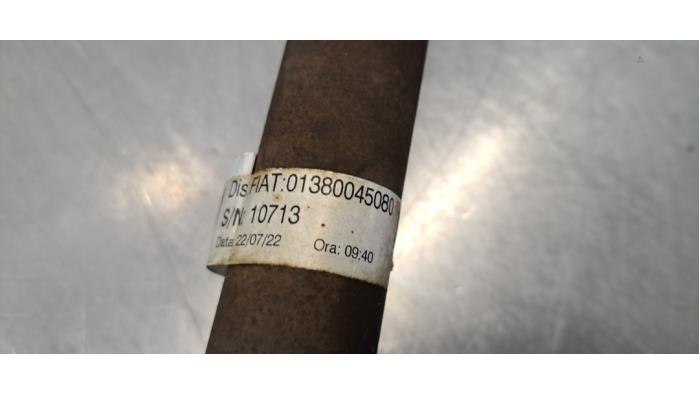 Dis.FIAT:01380045080
S/N: 10713
Data: 22/07/22 Ora: 09:40